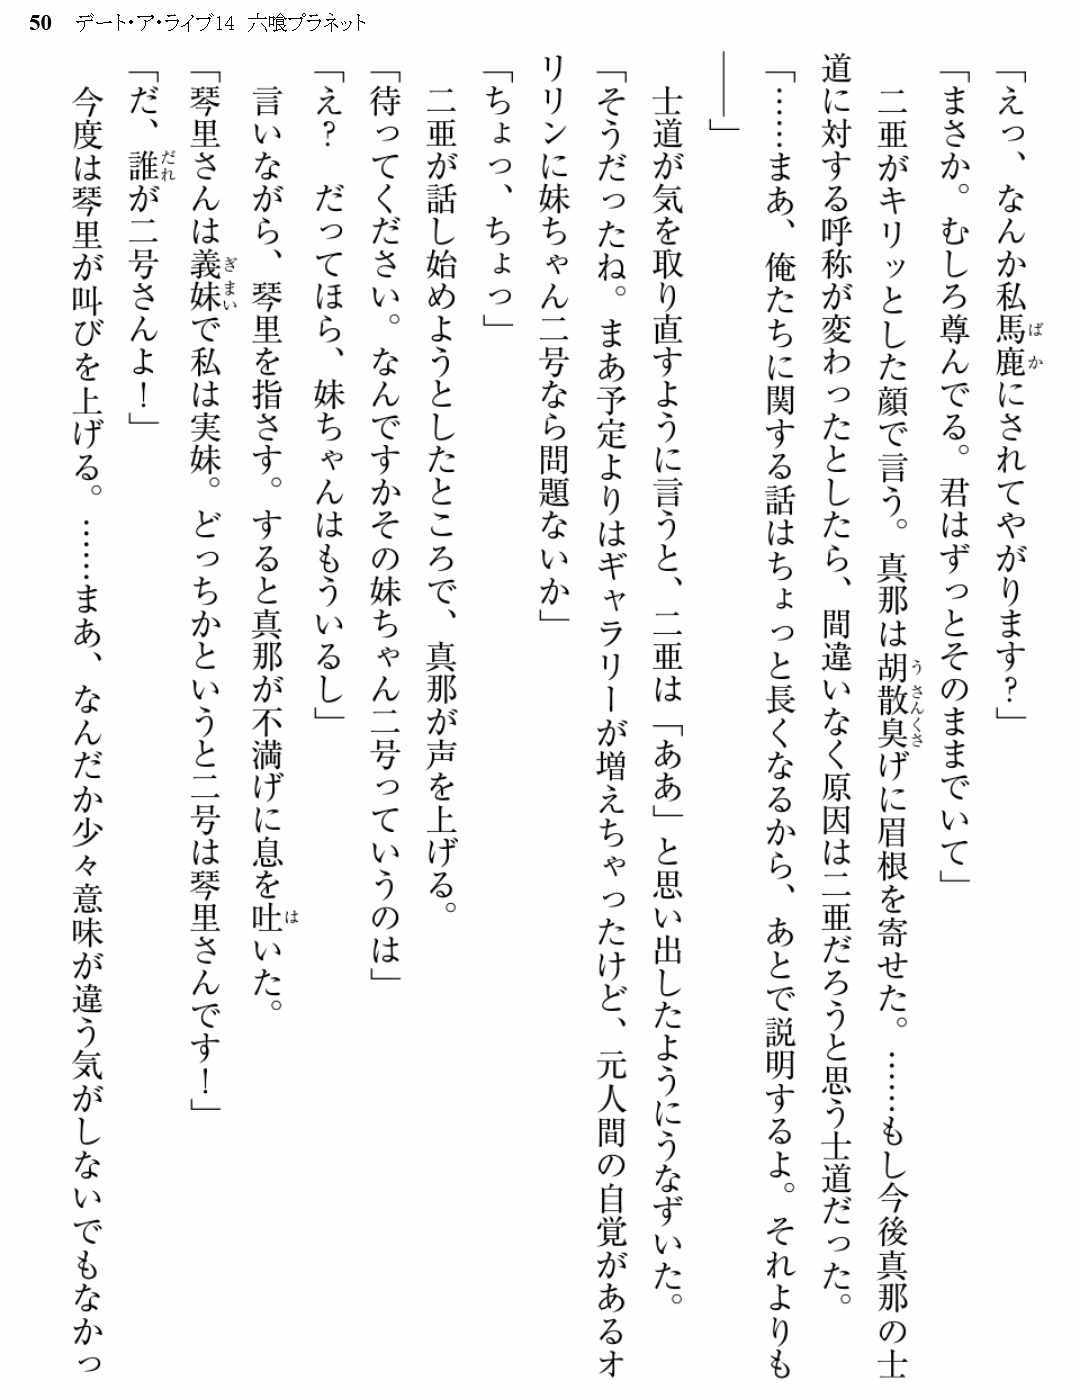 50 デート・ア・ライブ14 六喰プラネット
「えっ、なんか私馬鹿にされてやがります?」
「まさか。むしろ尊んでる。君はずっとそのままでいて」
　二亜がキリッとした顔で言う。真那は胡散臭げに眉根を寄せた。……もし今後真那の士
道に対する呼称が変わったとしたら、間違いなく原因は二亜だろうと思う士道だった。
「……まあ、俺たちに関する話はちょっと長くなるから、あとで説明するよ。それよりも
――」
　士道が気を取り直すように言うと、二亜は「ああ」と思い出したようにうなずいた。
「そうだったね。まあ予定よりはギャラリーが増えちゃったけど、元人間の自覚があるオ
リリンに妹ちゃん二号なら問題ないか」
「ちょっ、ちょっ」
　二亜が話し始めようとしたところで、真那が声を上げる。
「待ってください。なんですかその妹ちゃん二号っていうのは」
「え?　だってほら、妹ちゃんはもういるし」
　言いながら、琴里を指さす。すると真那が不満げに息を吐いた。
「琴里さんは義妹で私は実妹。どっちかというと二号は琴里さんです!」
「だ、誰が二号さんよ!」
　今度は琴里が叫びを上げる。……まあ、なんだか少々意味が違う気がしないでもなかっ